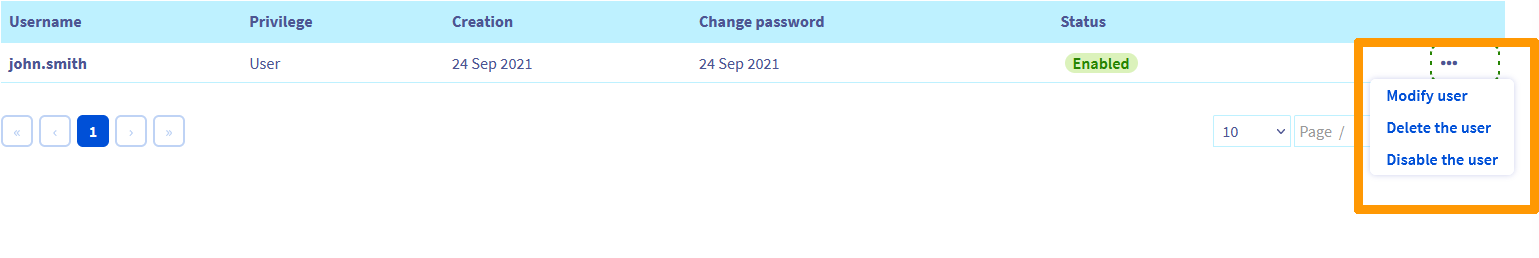 Username Privilege Creation Change password Status
john.smith User 24 Sep 2021 24 Sep 2021 Enabled •••
Modify user
Delete the user
Disable the user
« ‹ 1 › » 10 Page /